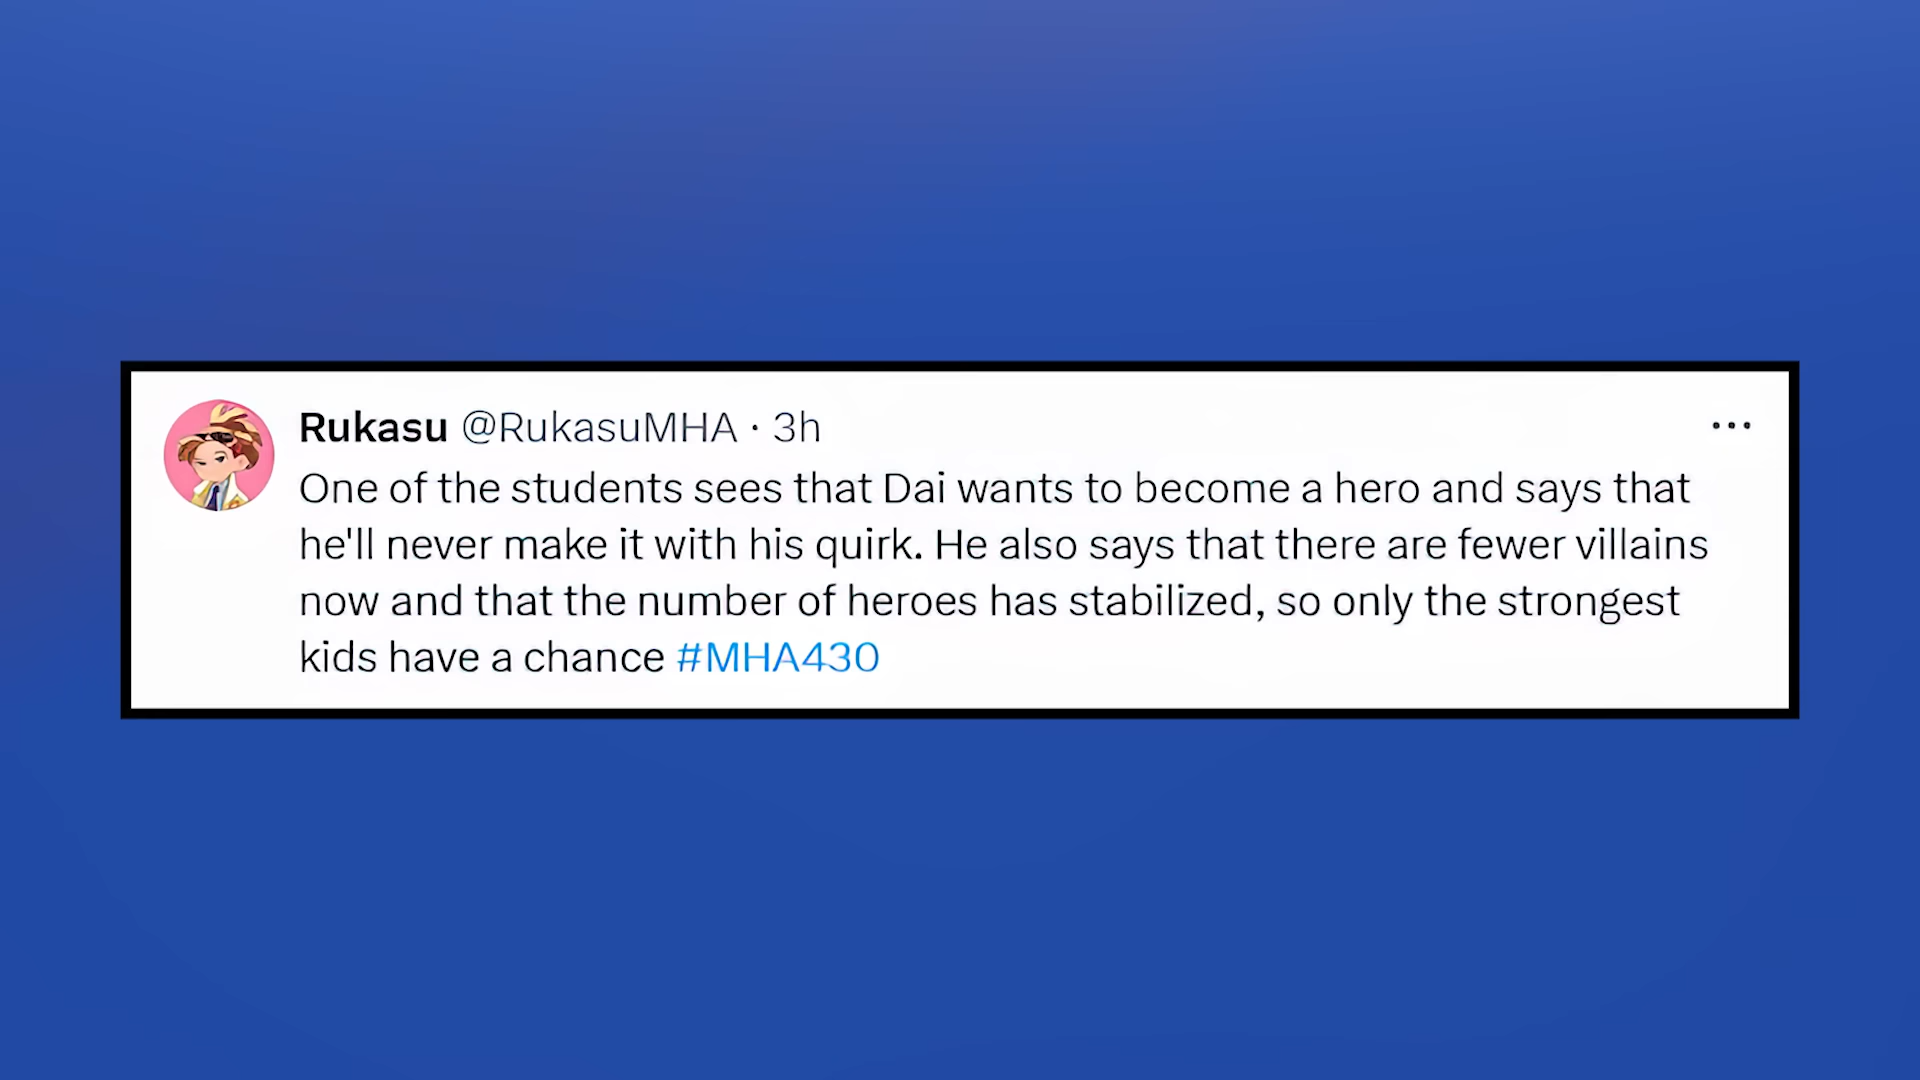 Rukasu @RukasuMHA · 3h
One of the students sees that Dai wants to become a hero and says that
he'll never make it with his quirk. He also says that there are fewer villains
now and that the number of heroes has stabilized, so only the strongest
kids have a chance #MHA430